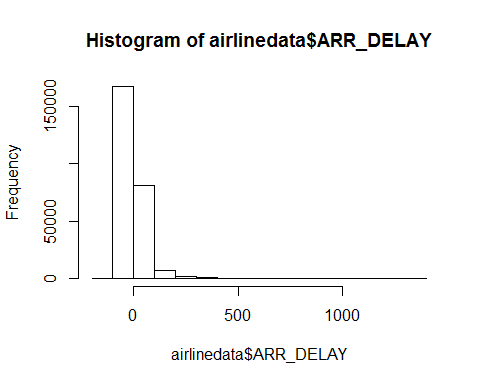 Histogram of airlinedata$ARR_DELAY
Frequency
150000
50000
0
0 500 1000
airlinedata$ARR_DELAY